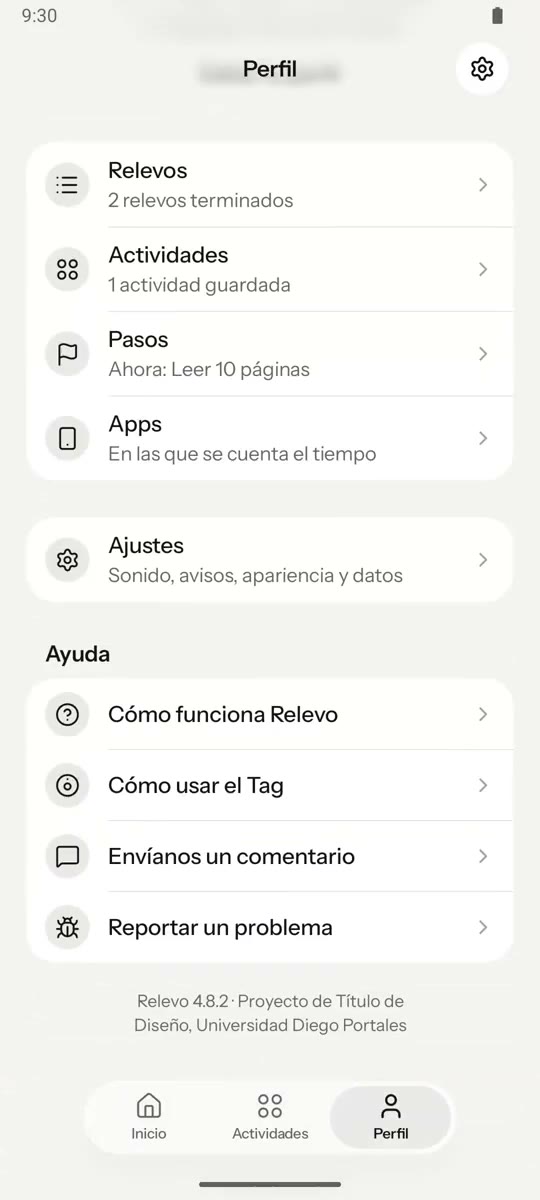 9:30
Perfil
Relevos
2 relevos terminados
Actividades
1 actividad guardada
Pasos
Ahora: Leer 10 páginas
Apps
En las que se cuenta el tiempo
Ajustes
Sonido, avisos, apariencia y datos
Ayuda
Cómo funciona Relevo
Cómo usar el Tag
Envíanos un comentario
Reportar un problema
Relevo 4.8.2 · Proyecto de Título de
Diseño, Universidad Diego Portales
Inicio
Actividades
Perfil